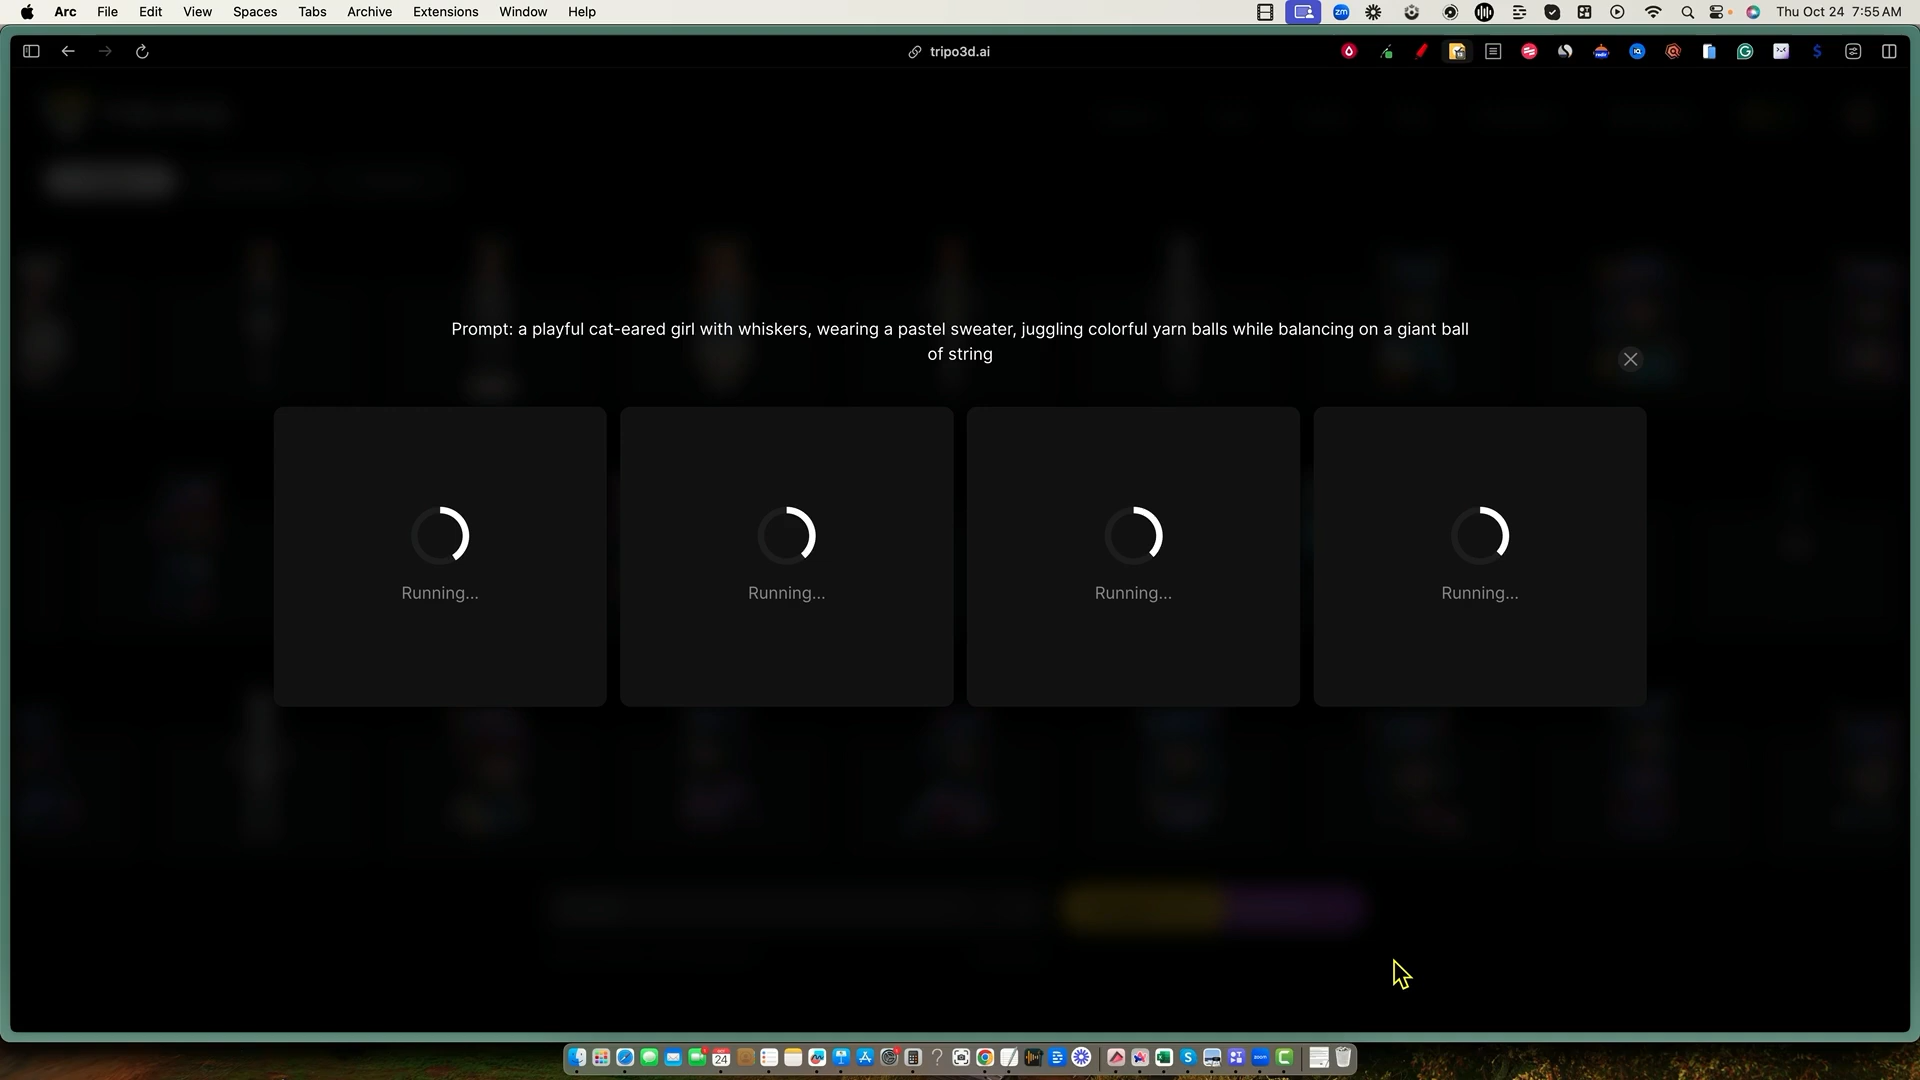 Arc File Edit View Spaces Tabs Archive Extensions Window Help Thu Oct 24 7:55 AM
tripo3d.ai
Prompt: a playful cat-eared girl with whiskers, wearing a pastel sweater, juggling colorful yarn balls while balancing on a giant ball
of string
Running... Running... Running... Running...